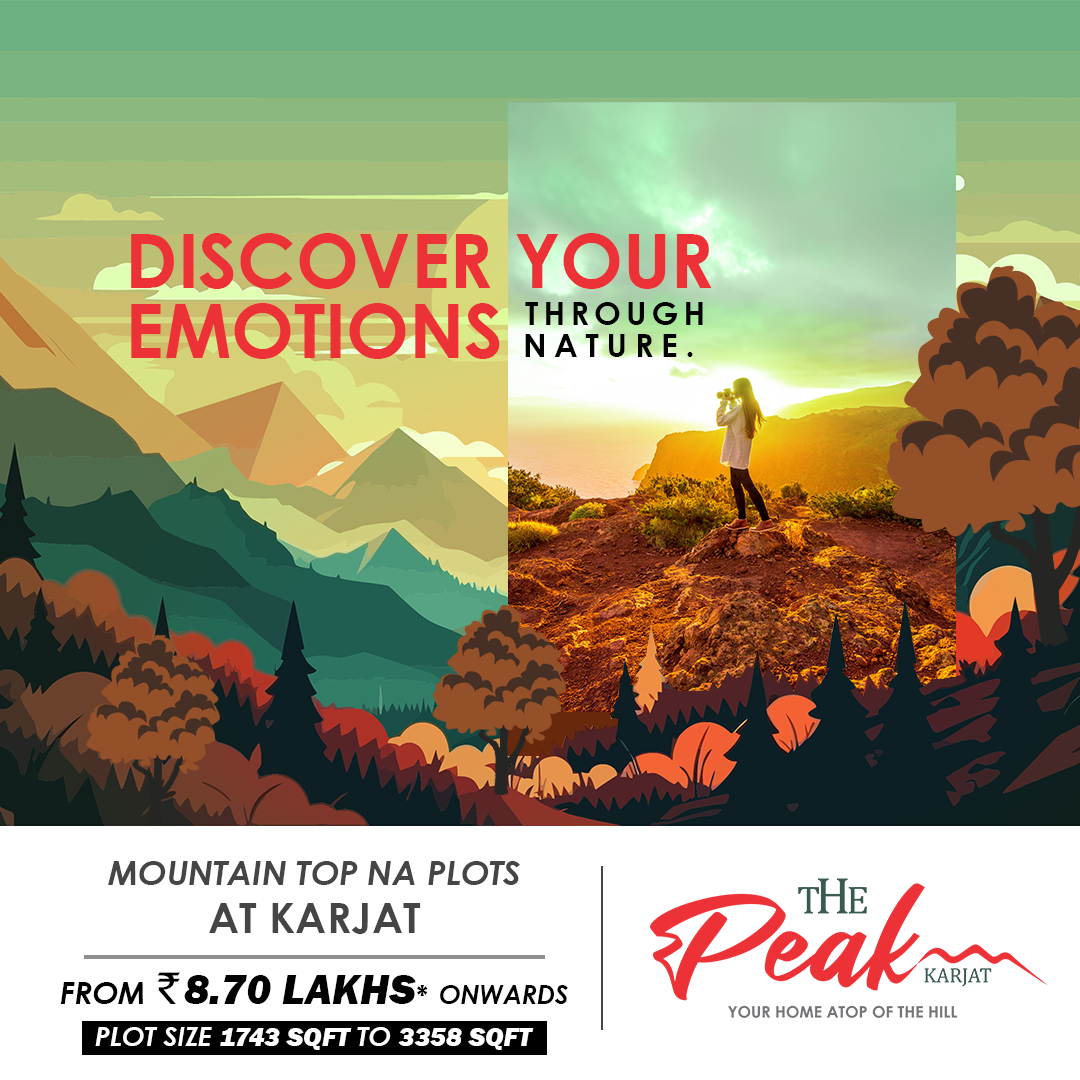 DISCOVER YOUR
EMOTIONS THROUGH
NATURE.
MOUNTAIN TOP NA PLOTS
AT KARJAT
FROM ₹ 8.70 LAKHS* ONWARDS
PLOT SIZE 1743 SQFT TO 3358 SQFT
THE
Peak
KARJAT
YOUR HOME ATOP OF THE HILL